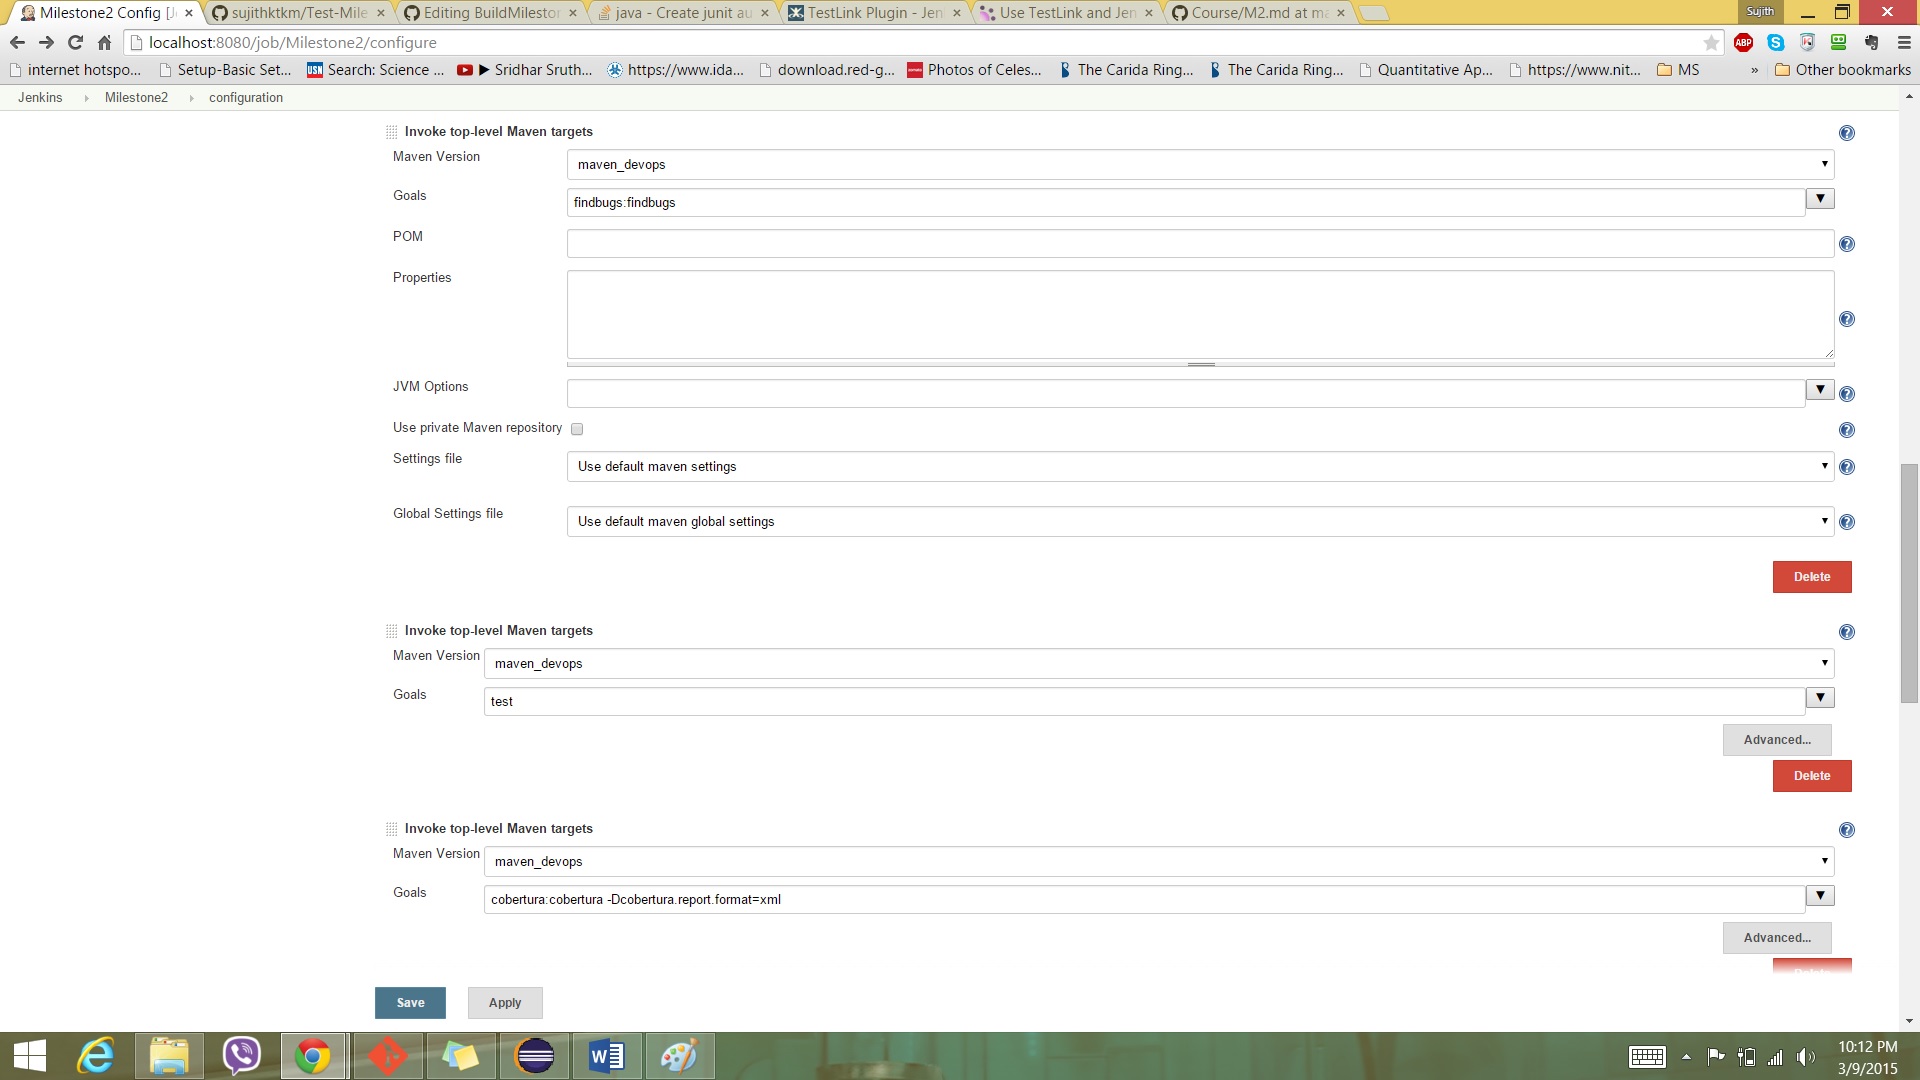 Milestone2 Config [J
sujithktkm/Test-Mile
Editing BuildMilestor
java - Create junit au
TestLink Plugin - Jen
Use TestLink and Jen
Course/M2.md at ma
Sujith
localhost:8080/job/Milestone2/configure
ABP
internet hotspo...
Setup-Basic Set...
USN Search: Science ...
▶ Sridhar Sruth...
https://www.ida...
download.red-g...
Photos of Celes...
The Carida Ring...
The Carida Ring...
Quantitative Ap...
https://www.nit...
MS
»
Other bookmarks
Jenkins
Milestone2
configuration
Invoke top-level Maven targets
Maven Version
maven_devops
Goals
findbugs:findbugs
POM
Properties
JVM Options
Use private Maven repository
Settings file
Use default maven settings
Global Settings file
Use default maven global settings
Delete
Invoke top-level Maven targets
Maven Version
maven_devops
Goals
test
Advanced...
Delete
Invoke top-level Maven targets
Maven Version
maven_devops
Goals
cobertura:cobertura -Dcobertura.report.format=xml
Advanced...
Save
Apply
10:12 PM
3/9/2015